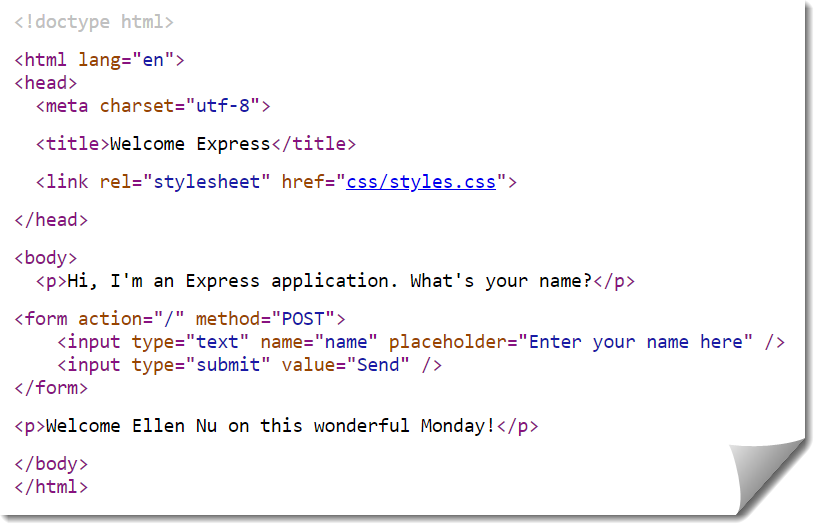 <!doctype html>
<html lang="en">
<head>
  <meta charset="utf-8">
  <title>Welcome Express</title>
  <link rel="stylesheet" href="css/styles.css">
</head>
<body>
  <p>Hi, I'm an Express application. What's your name?</p>
<form action="/" method="POST">
    <input type="text" name="name" placeholder="Enter your name here" />
    <input type="submit" value="Send" />
</form>
<p>Welcome Ellen Nu on this wonderful Monday!</p>
</body>
</html>